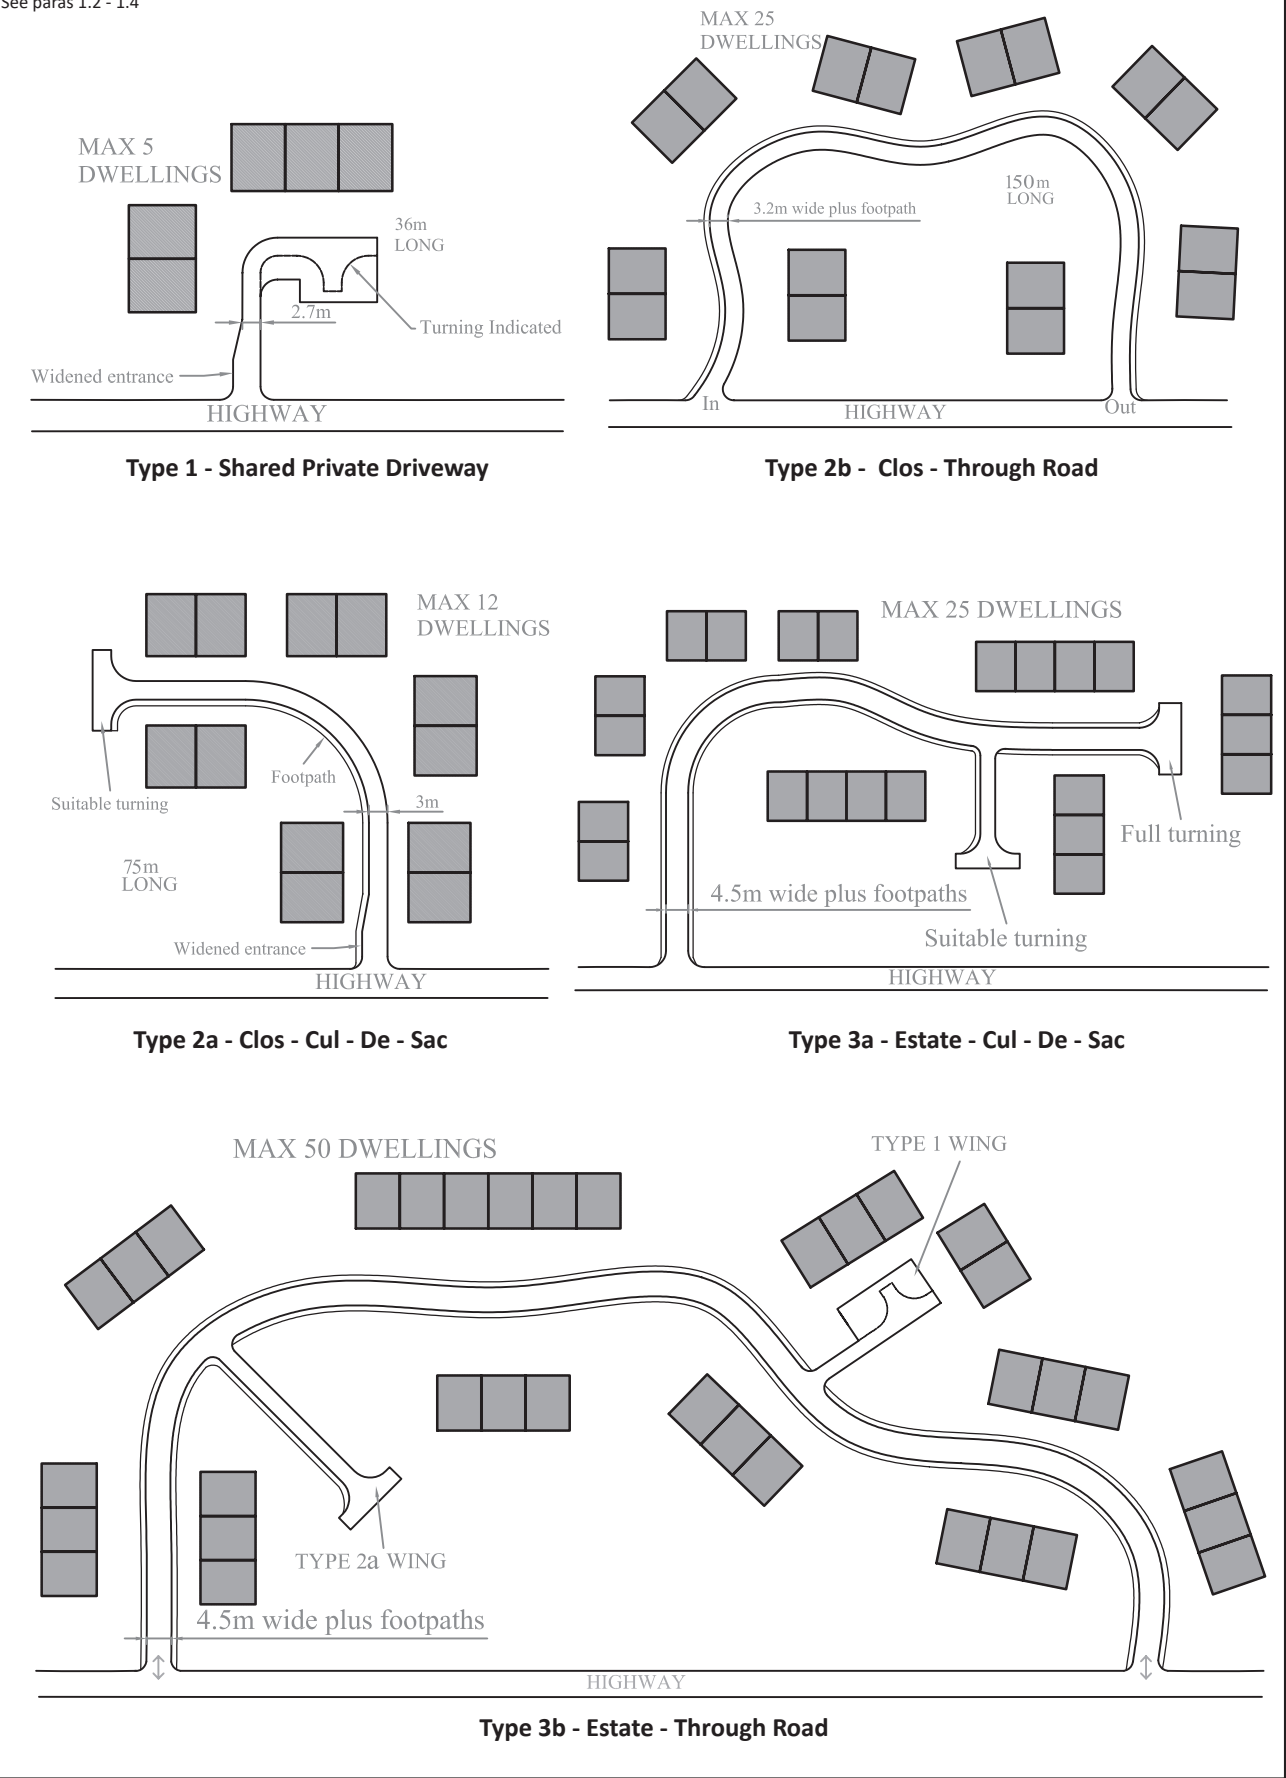 See paras 1.2 - 1.4
MAX 5
DWELLINGS
36m
LONG
2.7m
Turning Indicated
Widened entrance
HIGHWAY
Type 1 - Shared Private Driveway
MAX 25
DWELLINGS
3.2m wide plus footpath
150m
LONG
In
HIGHWAY
Out
Type 2b - Clos - Through Road
MAX 12
DWELLINGS
Footpath
Suitable turning
3m
75m
LONG
Widened entrance
HIGHWAY
Type 2a - Clos - Cul - De - Sac
MAX 25 DWELLINGS
Full turning
4.5m wide plus footpaths
Suitable turning
HIGHWAY
Type 3a - Estate - Cul - De - Sac
MAX 50 DWELLINGS
TYPE 1 WING
TYPE 2a WING
4.5m wide plus footpaths
HIGHWAY
Type 3b - Estate - Through Road